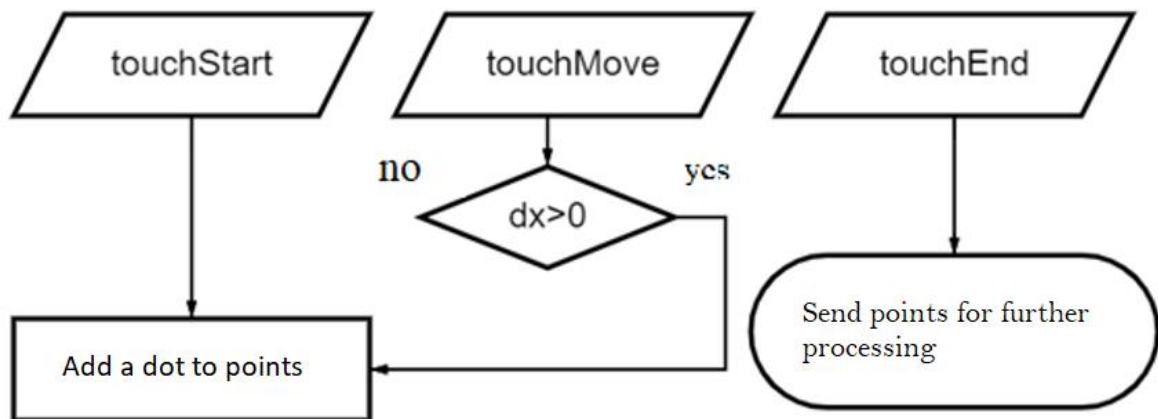 touchStart
touchMove
touchEnd
no
yes
dx>0
Add a dot to points
Send points for further
processing